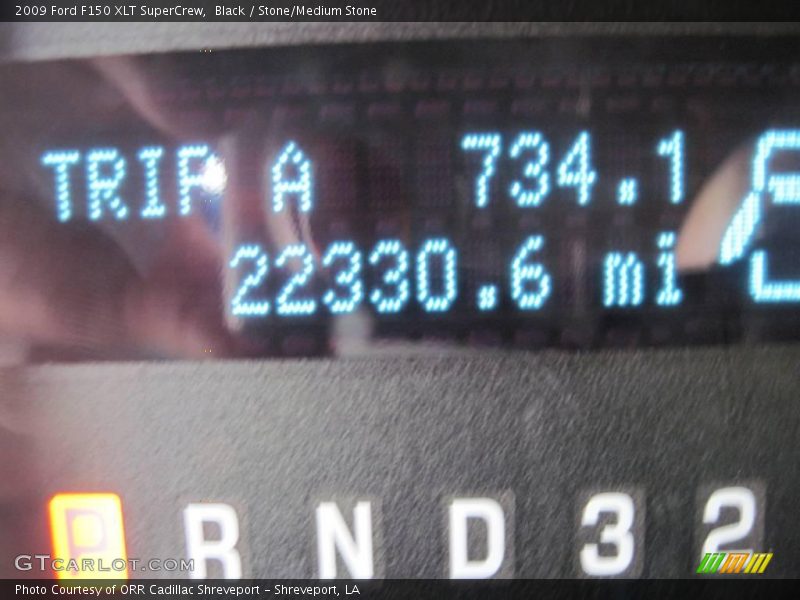 2009 Ford F150 XLT SuperCrew, Black / Stone/Medium Stone
TRIP A 734.1
22330.6 mi
P R N D 3 2
GTCARLOT.COM
Photo Courtesy of ORR Cadillac Shreveport - Shreveport, LA